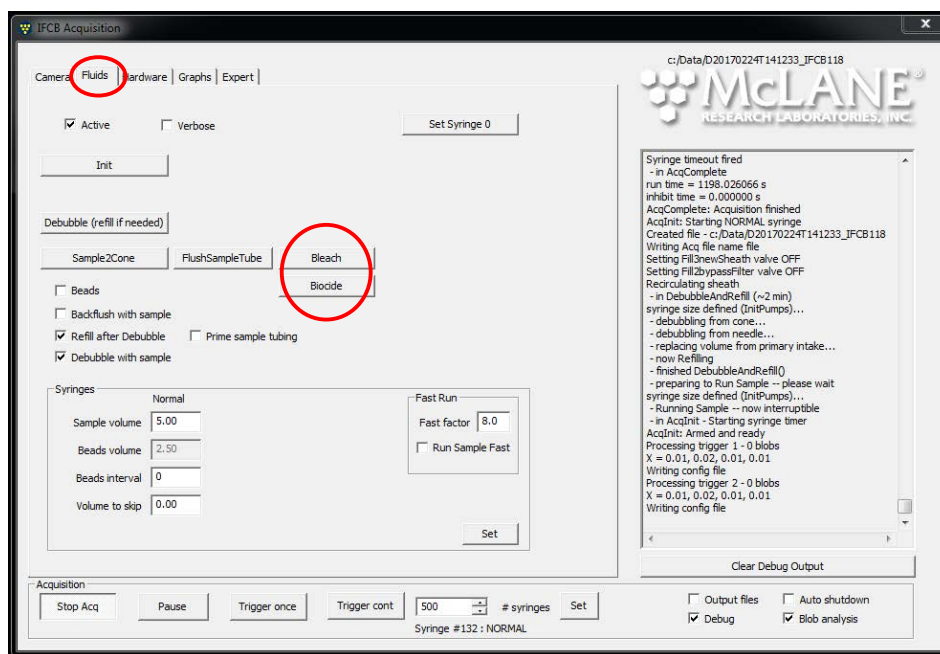 IFCB Acquisition
x
Camera Fluids Hardware Graphs Expert
Active
Verbose
Set Syringe 0
Init
Debubble (refill if needed)
Sample2Cone
FlushSampleTube
Bleach
Biocide
Beads
Backflush with sample
Refill after Debubble
Prime sample tubing
Debubble with sample
Syringes
Normal
Sample volume 5.00
Beads volume 2.50
Beads interval 0
Volume to skip 0.00
Fast Run
Fast factor 8.0
Run Sample Fast
Set
c:/Data/D20170224T141233_IFCB118
McLANE®
RESEARCH LABORATORIES, INC.
Syringe timeout fired
- in AcqComplete
run time = 1198.026066 s
inhibit time = 0.000000 s
AcqComplete: Acquisition finished
AcqInit: Starting NORMAL syringe
Created file - c:/Data/D20170224T141233_IFCB118
Writing Acq file name file
Setting Fill3newSheath valve OFF
Setting Fill2bypassFilter valve OFF
Recirculating sheath
- in DebubbleAndRefill (~2 min)
syringe size defined (InitPumps)...
- debubbling from cone...
- debubbling from needle...
- replacing volume from primary intake...
- now Refilling
- finished DebubbleAndRefill()
- preparing to Run Sample -- please wait
syringe size defined (InitPumps)...
- Running Sample -- now interruptible
- in AcqInit - Starting syringe timer
AcqInit: Armed and ready
Processing trigger 1 - 0 blobs
X = 0.01, 0.02, 0.01, 0.01
Writing config file
Processing trigger 2 - 0 blobs
X = 0.01, 0.02, 0.01, 0.01
Writing config file
Clear Debug Output
Acquisition
Stop Acq
Pause
Trigger once
Trigger cont
500 # syringes
Set
Syringe #132 : NORMAL
Output files
Auto shutdown
Debug
Blob analysis